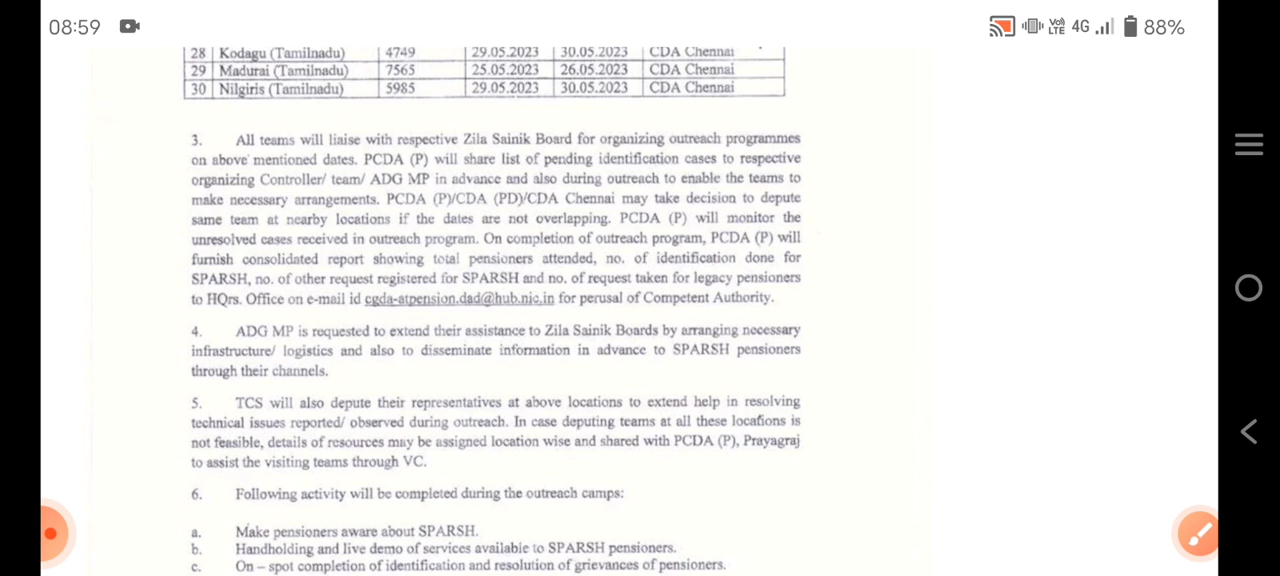 08:59
Vo)) LTE 4G 88%
28 Kodagu (Tamilnadu) 4749 29.05.2023 30.05.2023 CDA Chennai
29 Madurai (Tamilnadu) 7565 25.05.2023 26.05.2023 CDA Chennai
30 Nilgiris (Tamilnadu) 5985 29.05.2023 30.05.2023 CDA Chennai
3. All teams will liaise with respective Zila Sainik Board for organizing outreach programmes
on above mentioned dates. PCDA (P) will share list of pending identification cases to respective
organizing Controller/ team/ ADG MP in advance and also during outreach to enable the teams to
make necessary arrangements. PCDA (P)/CDA (PD)/CDA Chennai may take decision to depute
same team at nearby locations if the dates are not overlapping. PCDA (P) will monitor the
unresolved cases received in outreach program. On completion of outreach program, PCDA (P) will
furnish consolidated report showing total pensioners attended, no. of identification done for
SPARSH, no. of other request registered for SPARSH and no. of request taken for legacy pensioners
to HQrs. Office on e-mail id cgda-atpension.dad@hub.nic.in for perusal of Competent Authority.
4. ADG MP is requested to extend their assistance to Zila Sainik Boards by arranging necessary
infrastructure/ logistics and also to disseminate information in advance to SPARSH pensioners
through their channels.
5. TCS will also depute their representatives at above locations to extend help in resolving
technical issues reported/ observed during outreach. In case deputing teams at all these locations is
not feasible, details of resources may be assigned location wise and shared with PCDA (P), Prayagraj
to assist the visiting teams through VC.
6. Following activity will be completed during the outreach camps:
a. Make pensioners aware about SPARSH.
b. Handholding and live demo of services available to SPARSH pensioners.
c. On – spot completion of identification and resolution of grievances of pensioners.